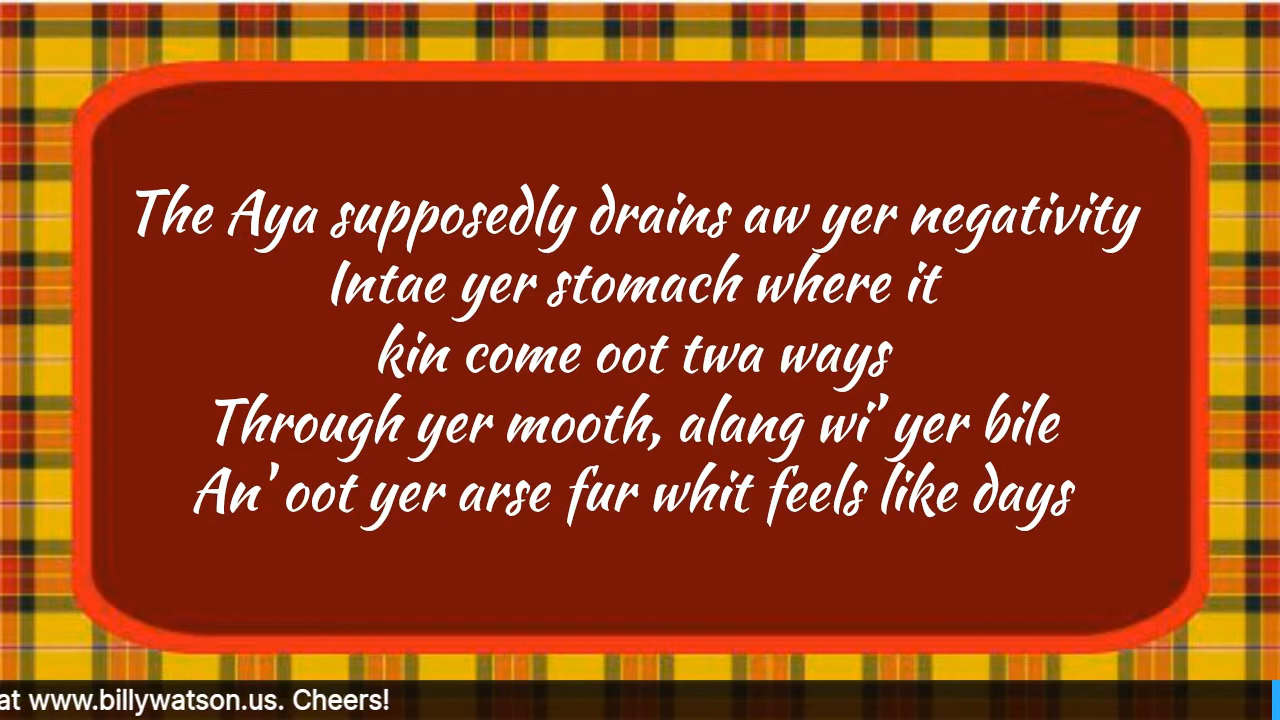 The Aya supposedly drains aw yer negativity
Intae yer stomach where it
kin come oot twa ways
Through yer mooth, alang wi' yer bile
An' oot yer arse fur whit feels like days
at www.billywatson.us. Cheers!